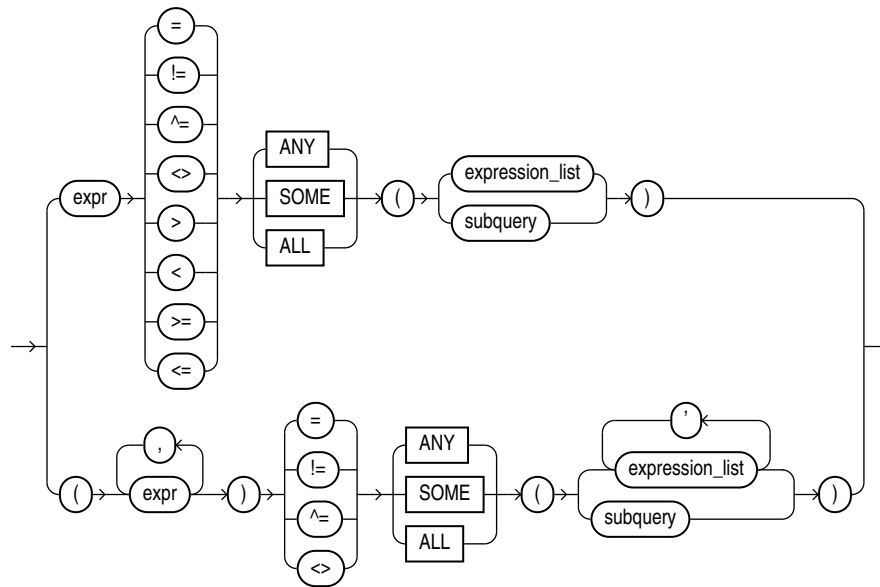 =
!=
^=
<>
>
<
>=
<=
expr
ANY
SOME
ALL
(
expression_list
subquery
)
(
,
expr
)
=
!=
^=
<>
ANY
SOME
ALL
(
,
expression_list
subquery
)